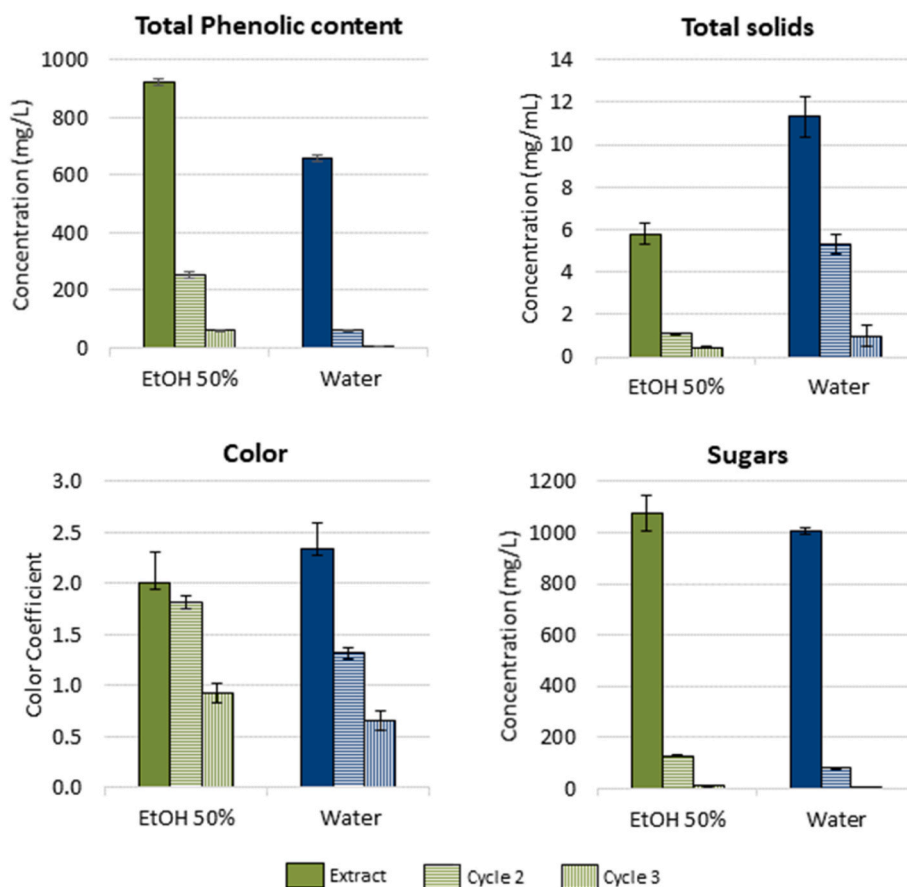 Total Phenolic content
Concentration (mg/L)
1000
800
600
400
200
0
EtOH 50%
Water
Total solids
Concentration (mg/mL)
14
12
10
8
6
4
2
0
EtOH 50%
Water
Color
Color Coefficient
3.0
2.5
2.0
1.5
1.0
0.5
0.0
EtOH 50%
Water
Sugars
Concentration (mg/L)
1200
1000
800
600
400
200
0
EtOH 50%
Water
Extract
Cycle 2
Cycle 3